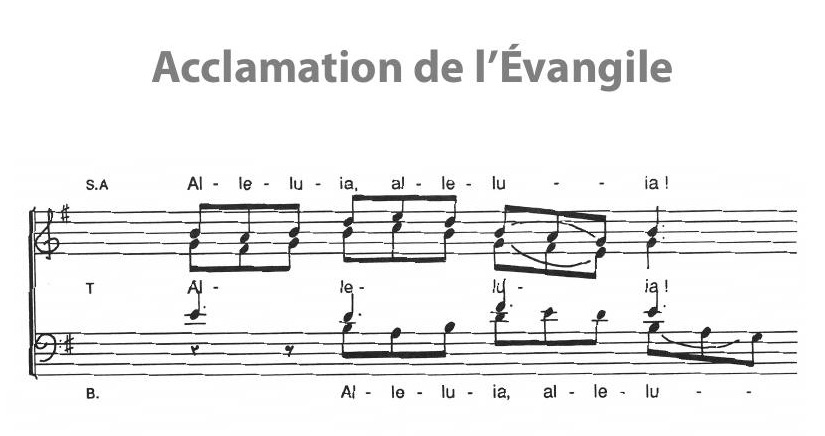 Acclamation de l’Évangile
S.A Al - le - lu - ia, al - le - lu - - ia !
T Al - le - lu - ia !
B. Al - le - lu - ia, al - le - lu - -